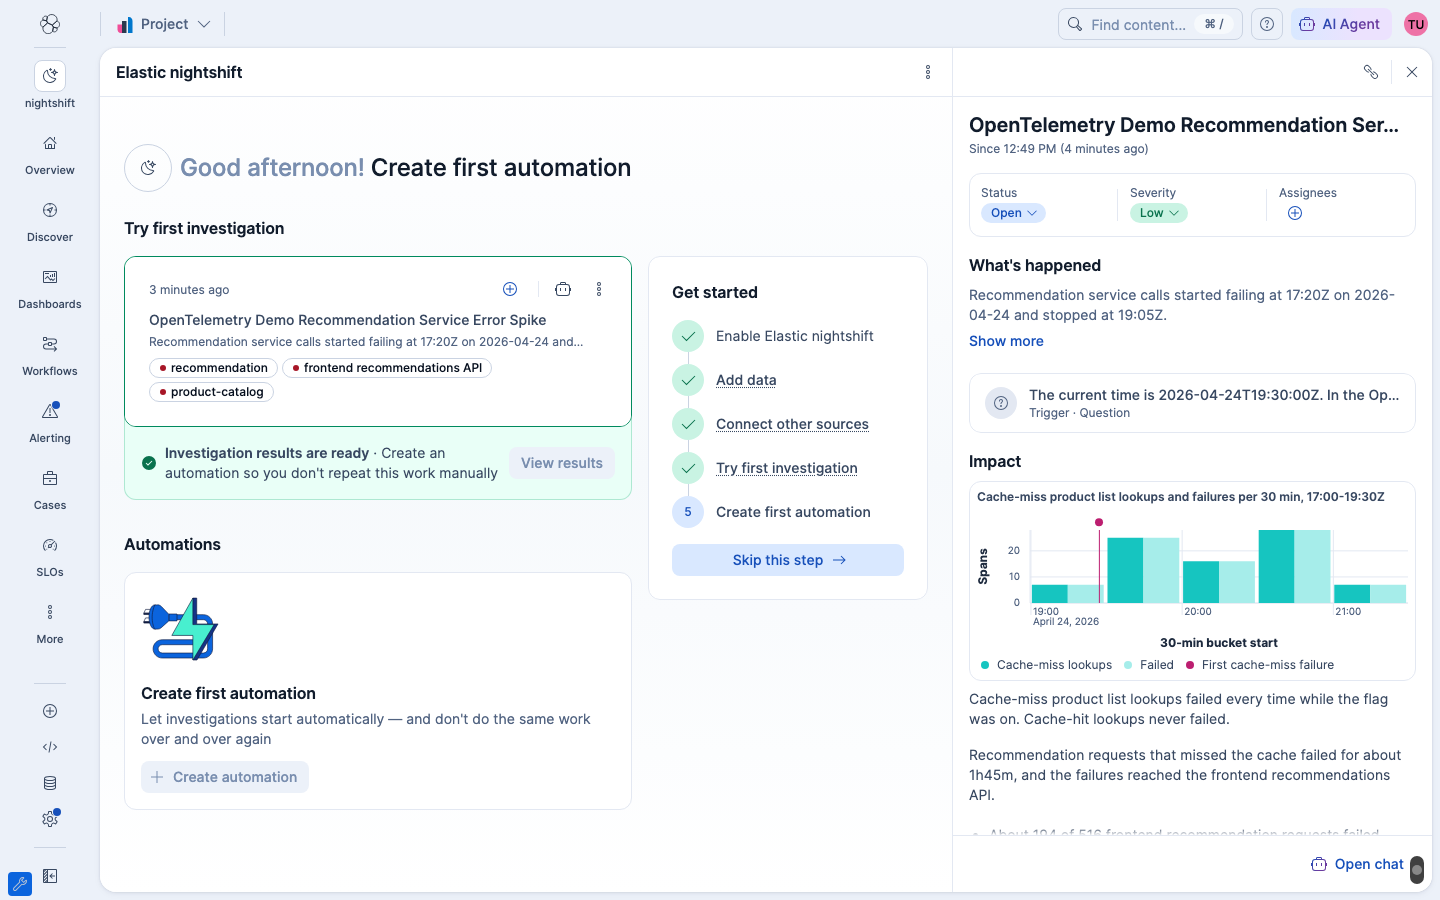 Project
Find content...
⌘ /
AI Agent
TU
nightshift
Overview
Discover
Dashboards
Workflows
Alerting
Cases
SLOs
More
Elastic nightshift
Good afternoon! Create first automation
Try first investigation
3 minutes ago
OpenTelemetry Demo Recommendation Service Error Spike
Recommendation service calls started failing at 17:20Z on 2026-04-24 and...
recommendation
frontend recommendations API
product-catalog
Investigation results are ready · Create an
automation so you don't repeat this work manually
View results
Get started
Enable Elastic nightshift
Add data
Connect other sources
Try first investigation
5
Create first automation
Skip this step
Automations
Create first automation
Let investigations start automatically — and don't do the same work
over and over again
Create automation
OpenTelemetry Demo Recommendation Ser...
Since 12:49 PM (4 minutes ago)
Status
Open
Severity
Low
Assignees
What's happened
Recommendation service calls started failing at 17:20Z on 2026-
04-24 and stopped at 19:05Z.
Show more
The current time is 2026-04-24T19:30:00Z. In the Op...
Trigger · Question
Impact
Cache-miss product list lookups and failures per 30 min, 17:00-19:30Z
Spans
20
10
0
19:00
April 24, 2026
20:00
21:00
30-min bucket start
Cache-miss lookups
Failed
First cache-miss failure
Cache-miss product list lookups failed every time while the flag
was on. Cache-hit lookups never failed.
Recommendation requests that missed the cache failed for about
1h45m, and the failures reached the frontend recommendations
API.
About 194 of 516 frontend recommendation requests failed
Open chat